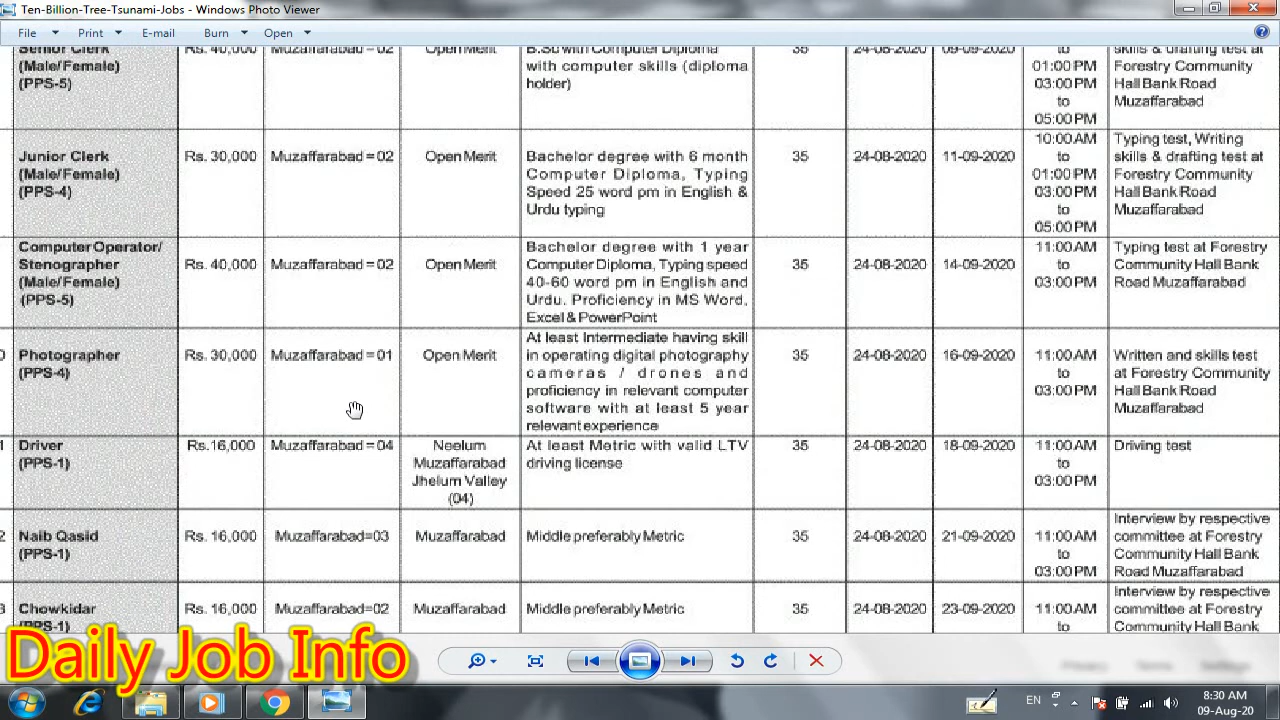 Ten-Billion-Tree-Tsunami-Jobs - Windows Photo Viewer
File Print E-mail Burn Open
Senior Clerk
(Male/Female)
(PPS-5)
Rs. 40,000
Muzaffarabad = 02
Open Merit
B.Sc with Computer Diploma
with computer skills (diploma
holder)
35
24-08-2020
09-09-2020
to
01:00 PM
03:00 PM
to
05:00 PM
skills & drafting test at
Forestry Community
Hall Bank Road
Muzaffarabad
Junior Clerk
(Male/Female)
(PPS-4)
Rs. 30,000
Muzaffarabad = 02
Open Merit
Bachelor degree with 6 month
Computer Diploma, Typing
Speed 25 word pm in English &
Urdu typing
35
24-08-2020
11-09-2020
10:00 AM
to
01:00 PM
03:00 PM
to
05:00 PM
Typing test, Writing
skills & drafting test at
Forestry Community
Hall Bank Road
Muzaffarabad
Computer Operator/
Stenographer
(Male/Female)
(PPS-5)
Rs. 40,000
Muzaffarabad = 02
Open Merit
Bachelor degree with 1 year
Computer Diploma, Typing speed
40-60 word pm in English and
Urdu. Proficiency in MS Word,
Excel & PowerPoint
35
24-08-2020
14-09-2020
11:00 AM
to
03:00 PM
Typing test at Forestry
Community Hall Bank
Road Muzaffarabad
0
Photographer
(PPS-4)
Rs. 30,000
Muzaffarabad = 01
Open Merit
At least Intermediate having skill
in operating digital photography
cameras / drones and
proficiency in relevant computer
software with at least 5 year
relevant experience
35
24-08-2020
16-09-2020
11:00 AM
to
03:00 PM
Written and skills test
at Forestry Community
Hall Bank Road
Muzaffarabad
1
Driver
(PPS-1)
Rs.16,000
Muzaffarabad = 04
Neelum
Muzaffarabad
Jhelum Valley
(04)
At least Metric with valid LTV
driving license
35
24-08-2020
18-09-2020
11:00 AM
to
03:00 PM
Driving test
2
Naib Qasid
(PPS-1)
Rs. 16,000
Muzaffarabad=03
Muzaffarabad
Middle preferably Metric
35
24-08-2020
21-09-2020
11:00 AM
to
03:00 PM
Interview by respective
committee at Forestry
Community Hall Bank
Road Muzaffarabad
3
Chowkidar
(PPS-1)
Rs. 16,000
Muzaffarabad=02
Muzaffarabad
Middle preferably Metric
35
24-08-2020
23-09-2020
11:00 AM
to
Interview by respective
committee at Forestry
Community Hall Bank
Daily Job Info
EN
8:30 AM
09-Aug-20